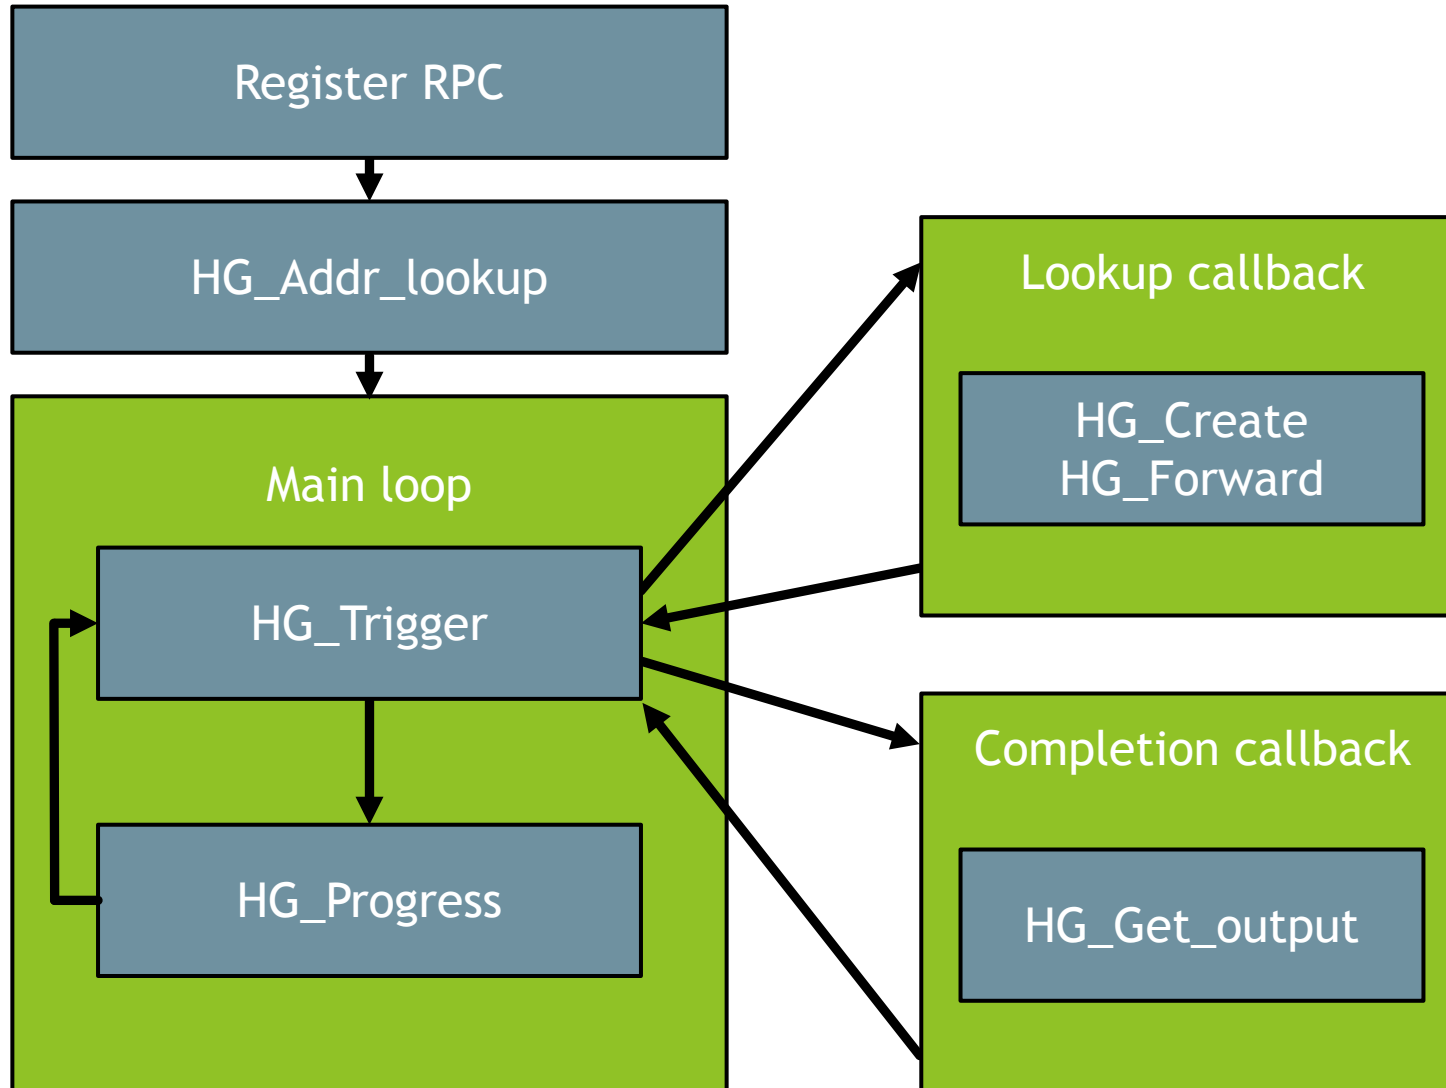 Register RPC
HG_Addr_lookup
Main loop
HG_Trigger
HG_Progress
Lookup callback
HG_Create
HG_Forward
Completion callback
HG_Get_output